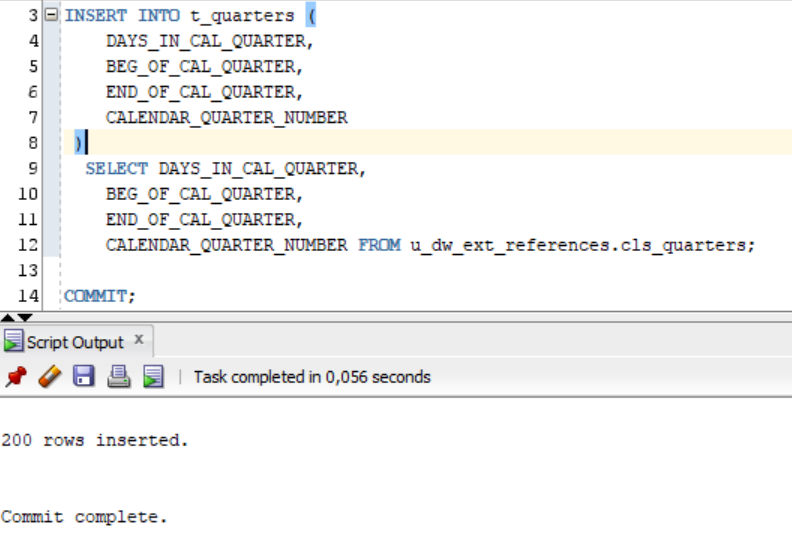 3 INSERT INTO t_quarters (
4 DAYS_IN_CAL_QUARTER,
5 BEG_OF_CAL_QUARTER,
6 END_OF_CAL_QUARTER,
7 CALENDAR_QUARTER_NUMBER
8 )
9 SELECT DAYS_IN_CAL_QUARTER,
10 BEG_OF_CAL_QUARTER,
11 END_OF_CAL_QUARTER,
12 CALENDAR_QUARTER_NUMBER FROM u_dw_ext_references.cls_quarters;
13
14 COMMIT;
Script Output x
Task completed in 0,056 seconds
200 rows inserted.
Commit complete.